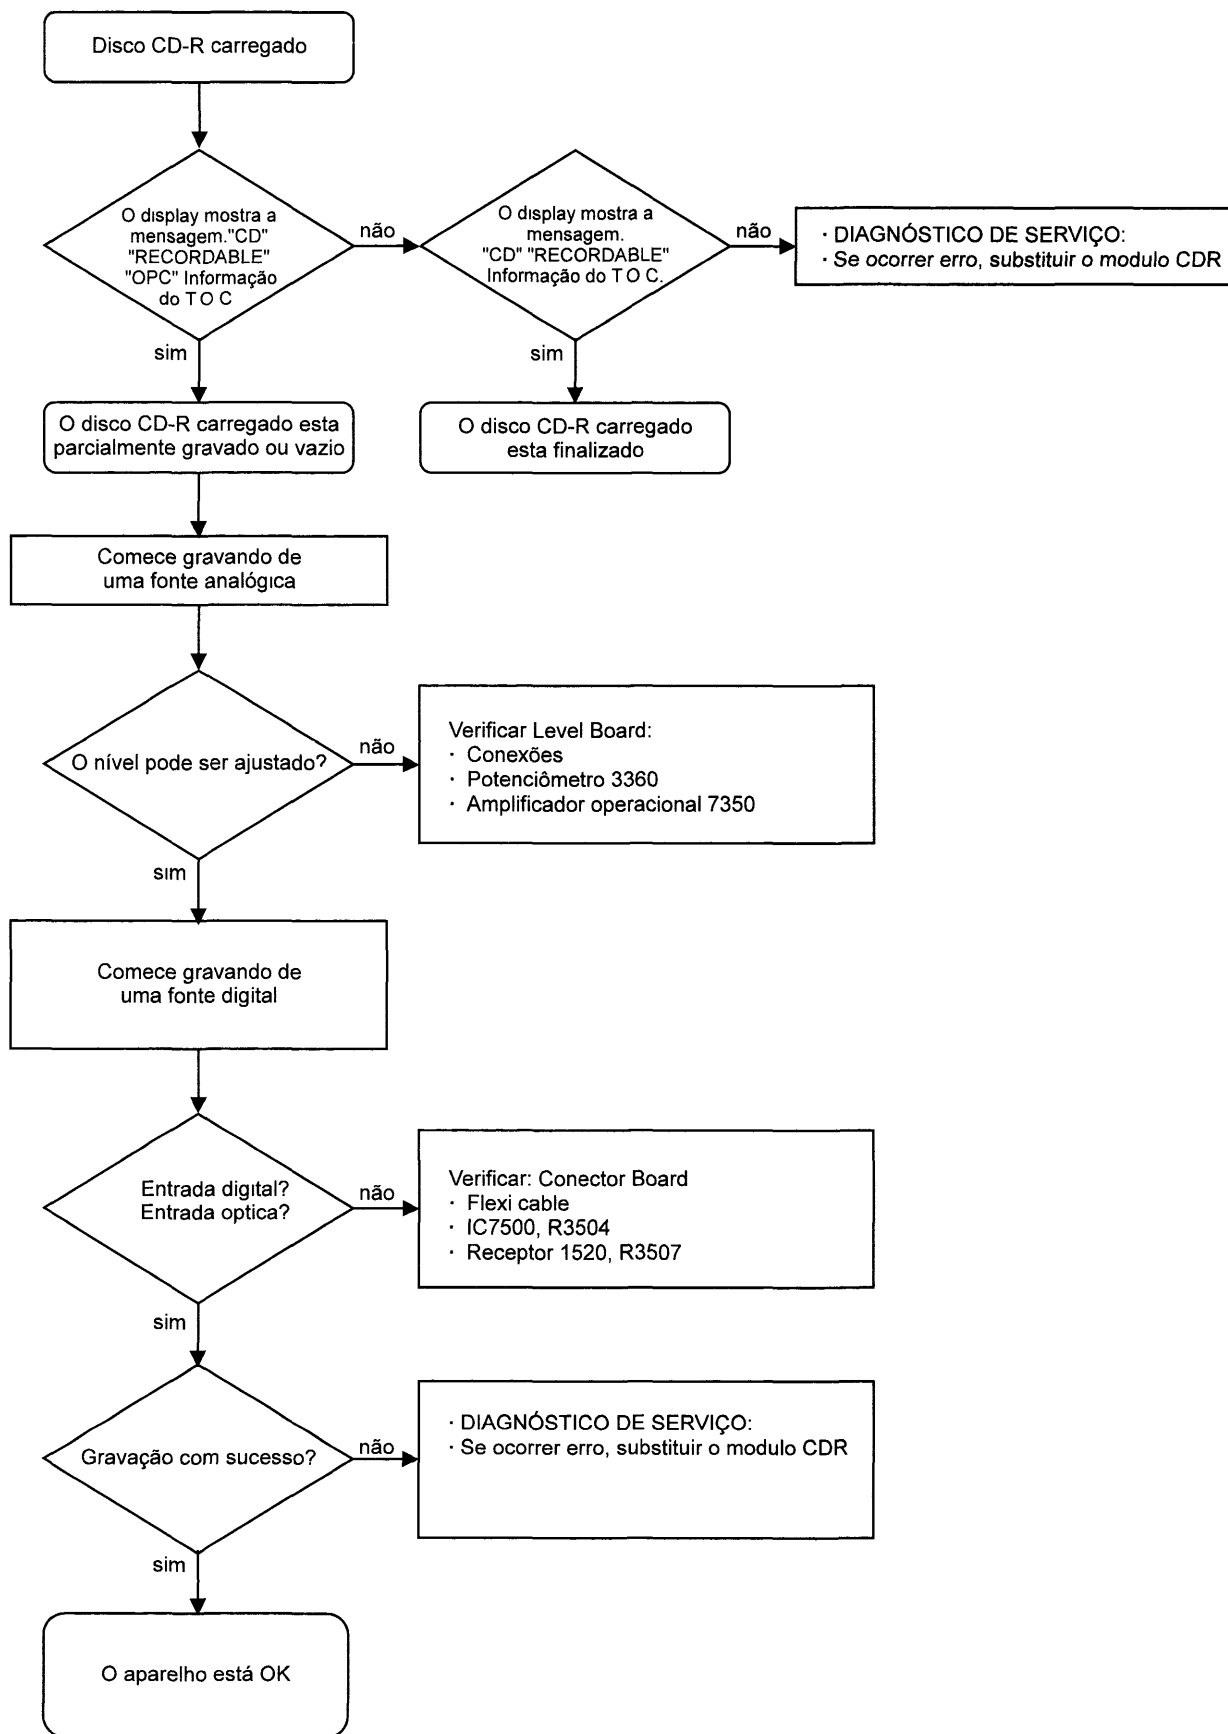 Disco CD-R carregado
O display mostra a
mensagem."CD"
"RECORDABLE"
"OPC" Informação
do T O C
não
O display mostra a
mensagem.
"CD" "RECORDABLE"
Informação do T O C.
não
· DIAGNÓSTICO DE SERVIÇO:
· Se ocorrer erro, substituir o modulo CDR
sim
sim
O disco CD-R carregado esta
parcialmente gravado ou vazio
O disco CD-R carregado
esta finalizado
Comece gravando de
uma fonte analógica
O nível pode ser ajustado?
não
Verificar Level Board:
· Conexões
· Potenciômetro 3360
· Amplificador operacional 7350
sim
Comece gravando de
uma fonte digital
Entrada digital?
Entrada optica?
não
Verificar: Conector Board
· Flexi cable
· IC7500, R3504
· Receptor 1520, R3507
sim
Gravação com sucesso?
não
· DIAGNÓSTICO DE SERVIÇO:
· Se ocorrer erro, substituir o modulo CDR
sim
O aparelho está OK